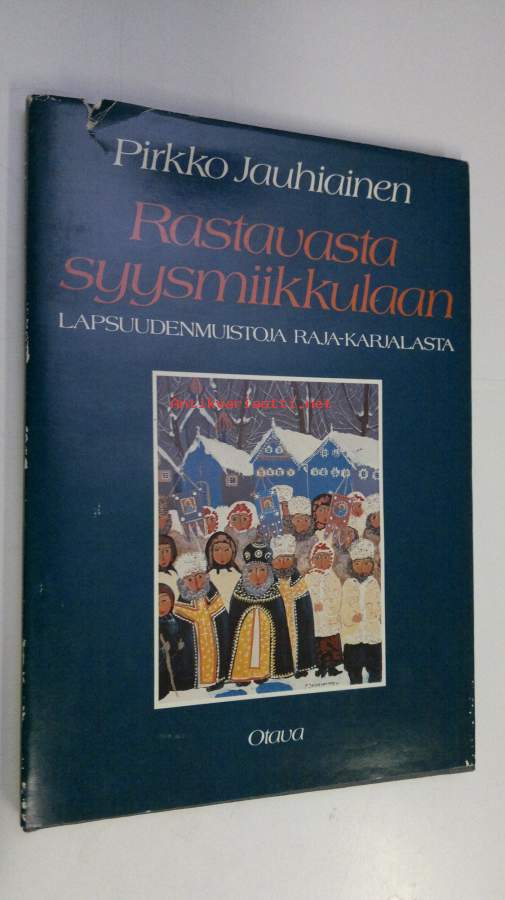 Pirkko Jauhiainen
Rastavasta
syysmiikkulaan
LAPSUUDENMUISTOJA RAJA-KARJALASTA
Antikvariaatti.net
Otava